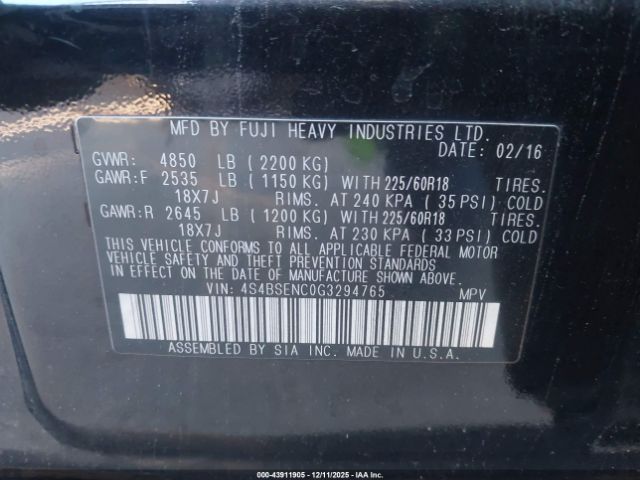 MFD BY FUJI HEAVY INDUSTRIES LTD.
DATE: 02/16
GVWR: 4850 LB (2200 KG)
GAWR:F 2535 LB (1150 KG) WITH 225/60R18 TIRES.
18X7J RIMS. AT 240 KPA (35 PSI) COLD
GAWR:R 2645 LB (1200 KG) WITH 225/60R18 TIRES.
18X7J RIMS. AT 230 KPA (33 PSI) COLD
THIS VEHICLE CONFORMS TO ALL APPLICABLE FEDERAL MOTOR
VEHICLE SAFETY AND THEFT PREVENTION STANDARDS
IN EFFECT ON THE DATE OF MANUFACTURE SHOWN ABOVE.
VIN: 4S4BSENC0G3294765 MPV
ASSEMBLED BY SIA INC. MADE IN U.S.A.
000-43911905 - 12/11/2025 - IAAI.COM